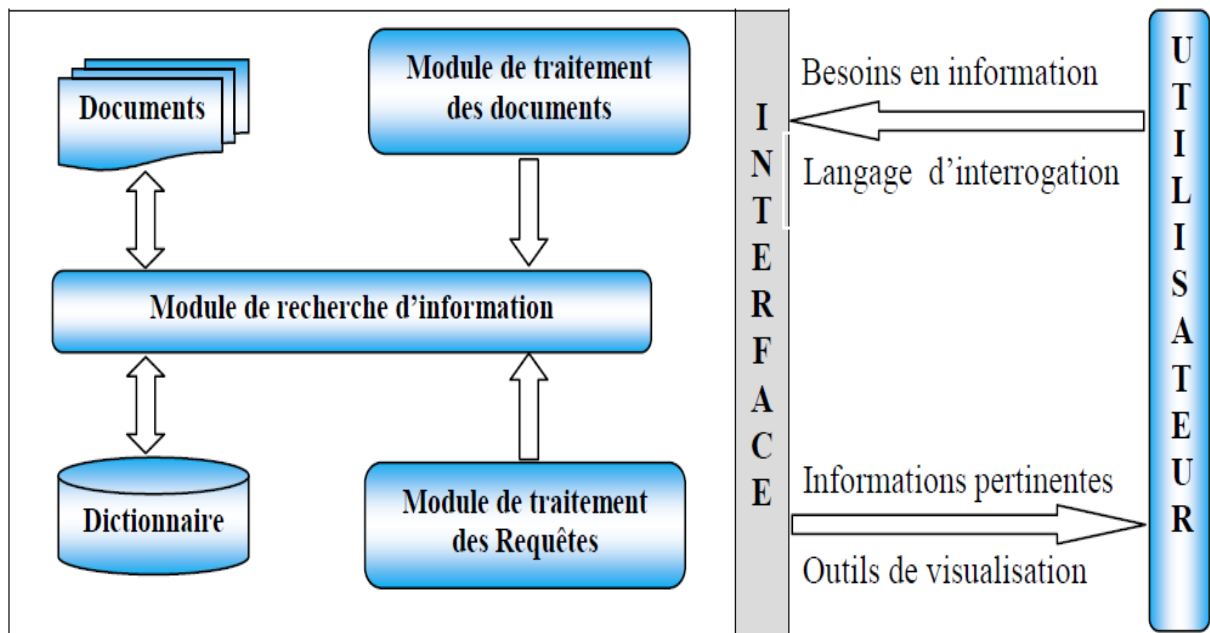 Documents
Module de traitement
des documents
Module de recherche d’information
Dictionnaire
Module de traitement
des Requêtes
INTERFACE
Besoins en information
Langage d’interrogation
Informations pertinentes
Outils de visualisation
UTILISATEUR